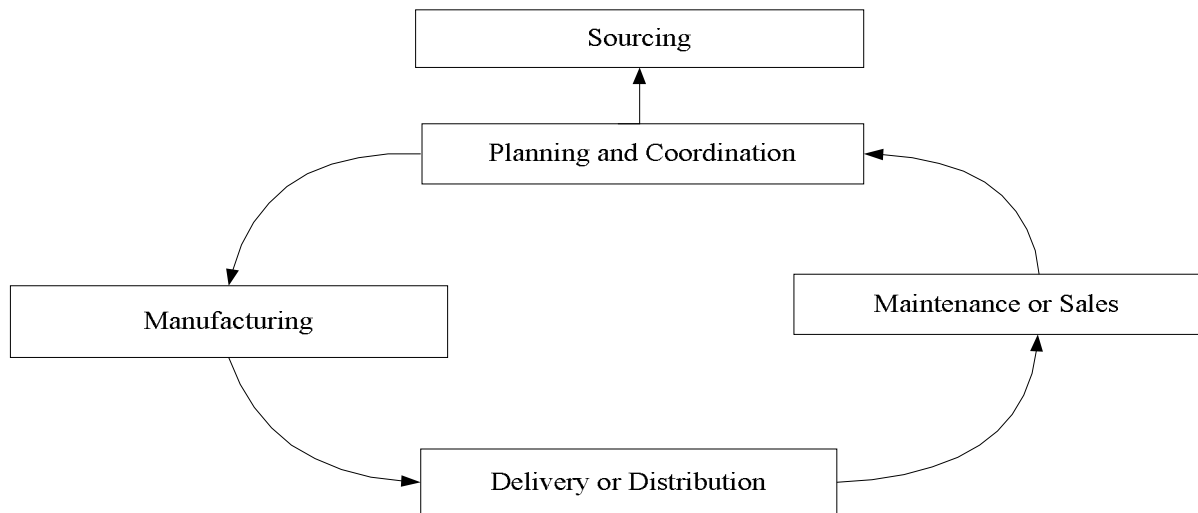 Sourcing
Planning and Coordination
Manufacturing
Maintenance or Sales
Delivery or Distribution